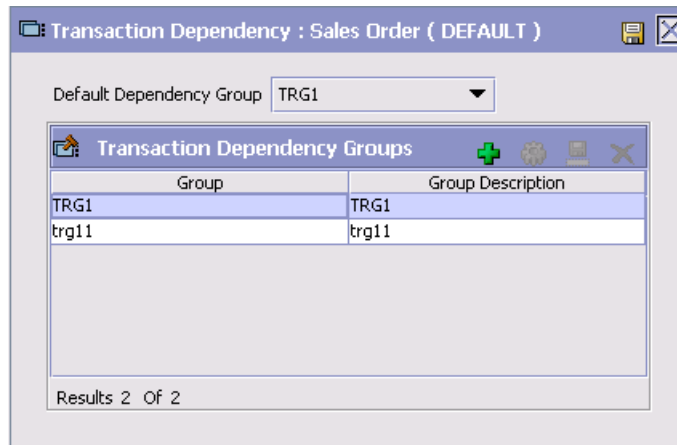 Transaction Dependency : Sales Order ( DEFAULT )
Default Dependency Group TRG1
Transaction Dependency Groups
Group Group Description
TRG1 TRG1
trg11 trg11
Results 2 Of 2